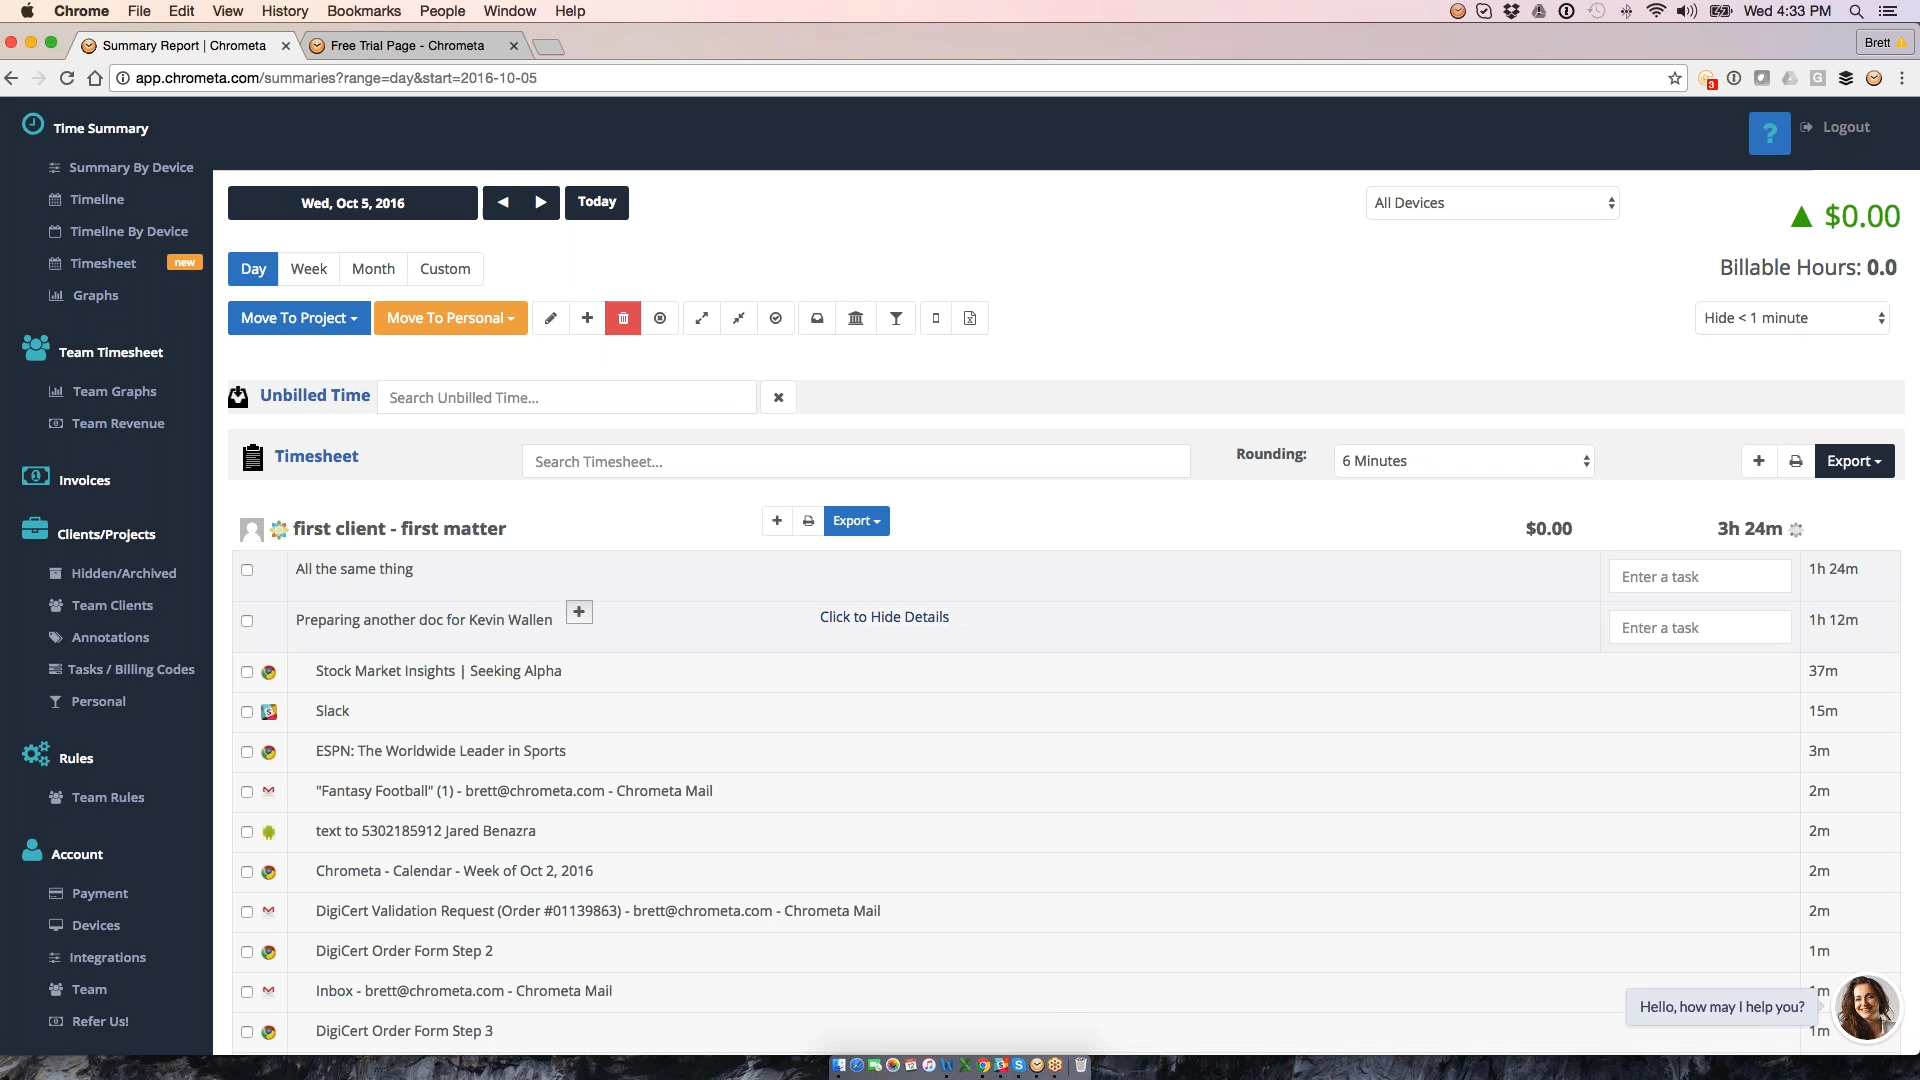 Chrome File Edit View History Bookmarks People Window Help Wed 4:33 PM
Summary Report | Chrometa Free Trial Page - Chrometa Brett
app.chrometa.com/summaries?range=day&start=2016-10-05 3
Time Summary
? Logout
Summary By Device
Timeline
Timeline By Device
Timesheet new
Graphs
Team Timesheet
Team Graphs
Team Revenue
Invoices
Clients/Projects
Hidden/Archived
Team Clients
Annotations
Tasks / Billing Codes
Personal
Rules
Team Rules
Account
Payment
Devices
Integrations
Team
Refer Us!
Wed, Oct 5, 2016 Today All Devices $0.00
Day Week Month Custom Billable Hours: 0.0
Move To Project Move To Personal Hide < 1 minute
Unbilled Time Search Unbilled Time...
Timesheet Search Timesheet... Rounding: 6 Minutes Export
first client - first matter Export $0.00 3h 24m
All the same thing Enter a task 1h 24m
Preparing another doc for Kevin Wallen Click to Hide Details Enter a task 1h 12m
Stock Market Insights | Seeking Alpha 37m
Slack 15m
ESPN: The Worldwide Leader in Sports 3m
"Fantasy Football" (1) - brett@chrometa.com - Chrometa Mail 2m
text to 5302185912 Jared Benazra 2m
Chrometa - Calendar - Week of Oct 2, 2016 2m
DigiCert Validation Request (Order #01139863) - brett@chrometa.com - Chrometa Mail 2m
DigiCert Order Form Step 2 1m
Inbox - brett@chrometa.com - Chrometa Mail
Hello, how may I help you?
DigiCert Order Form Step 3 1m